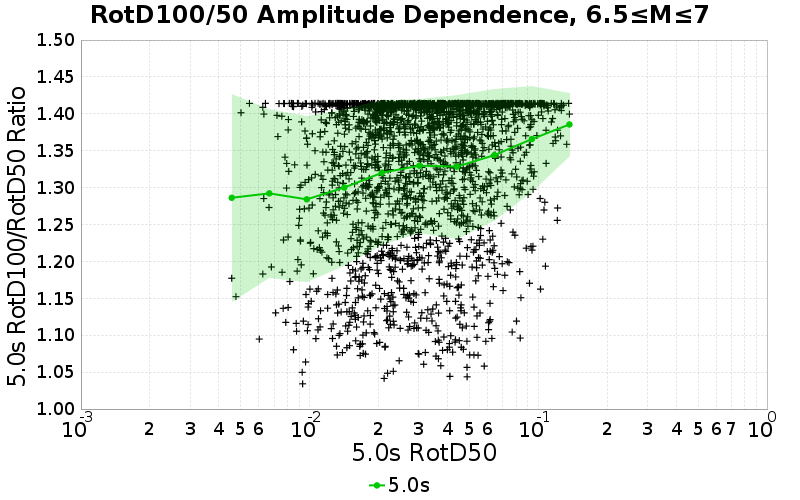 RotD100/50 Amplitude Dependence, 6.5≤M≤7
5.0s RotD100/RotD50 Ratio
1.50
1.45
1.40
1.35
1.30
1.25
1.20
1.15
1.10
1.05
1.00
10^-3 2 3 4 5 6 10^-2 2 3 4 5 6 10^-1 2 3 4 5 6 7 10^0
5.0s RotD50
5.0s